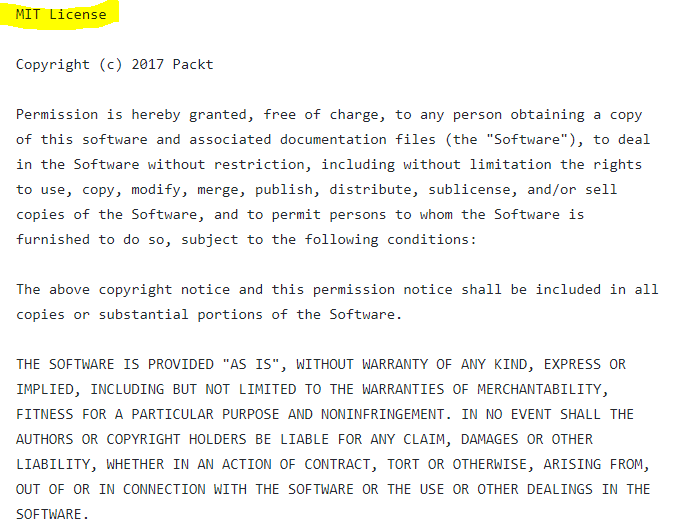 MIT License
Copyright (c) 2017 Packt
Permission is hereby granted, free of charge, to any person obtaining a copy
of this software and associated documentation files (the "Software"), to deal
in the Software without restriction, including without limitation the rights
to use, copy, modify, merge, publish, distribute, sublicense, and/or sell
copies of the Software, and to permit persons to whom the Software is
furnished to do so, subject to the following conditions:
The above copyright notice and this permission notice shall be included in all
copies or substantial portions of the Software.
THE SOFTWARE IS PROVIDED "AS IS", WITHOUT WARRANTY OF ANY KIND, EXPRESS OR
IMPLIED, INCLUDING BUT NOT LIMITED TO THE WARRANTIES OF MERCHANTABILITY,
FITNESS FOR A PARTICULAR PURPOSE AND NONINFRINGEMENT. IN NO EVENT SHALL THE
AUTHORS OR COPYRIGHT HOLDERS BE LIABLE FOR ANY CLAIM, DAMAGES OR OTHER
LIABILITY, WHETHER IN AN ACTION OF CONTRACT, TORT OR OTHERWISE, ARISING FROM,
OUT OF OR IN CONNECTION WITH THE SOFTWARE OR THE USE OR OTHER DEALINGS IN THE
SOFTWARE.